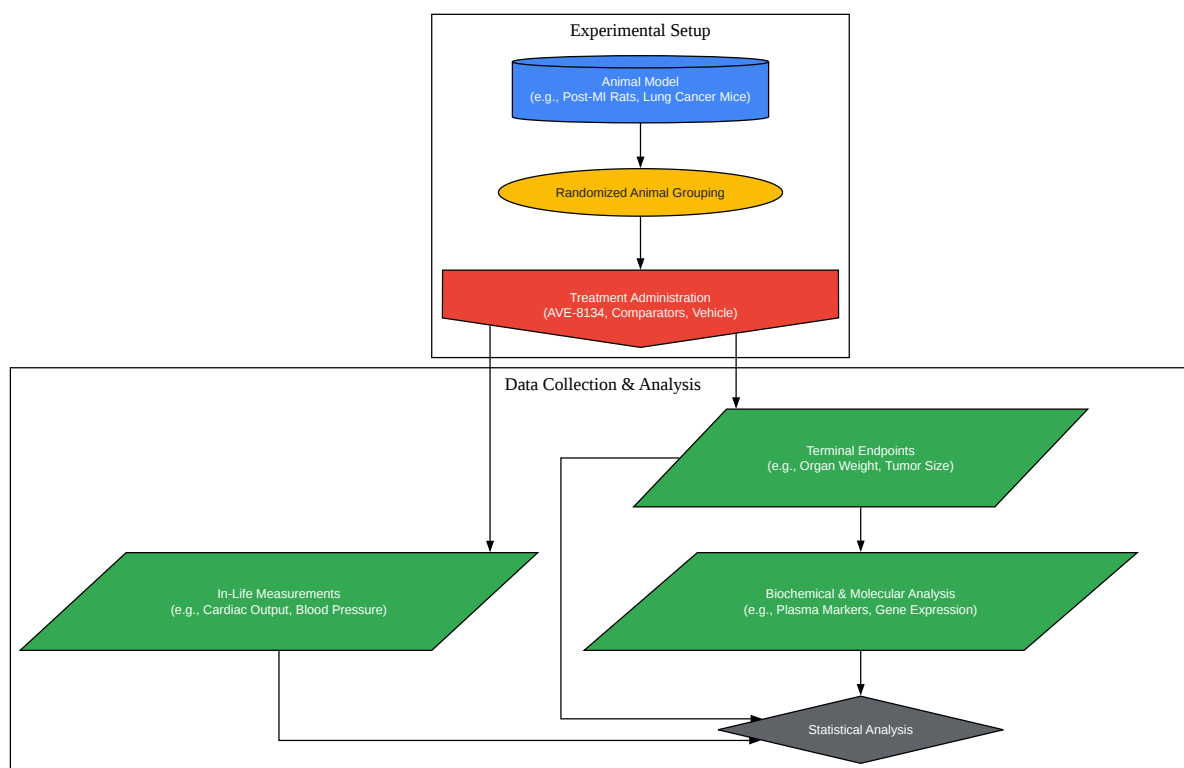 Experimental Setup
Animal Model
(e.g., Post-MI Rats, Lung Cancer Mice)
Randomized Animal Grouping
Treatment Administration
(AVE-8134, Comparators, Vehicle)
Data Collection & Analysis
Terminal Endpoints
(e.g., Organ Weight, Tumor Size)
In-Life Measurements
(e.g., Cardiac Output, Blood Pressure)
Biochemical & Molecular Analysis
(e.g., Plasma Markers, Gene Expression)
Statistical Analysis